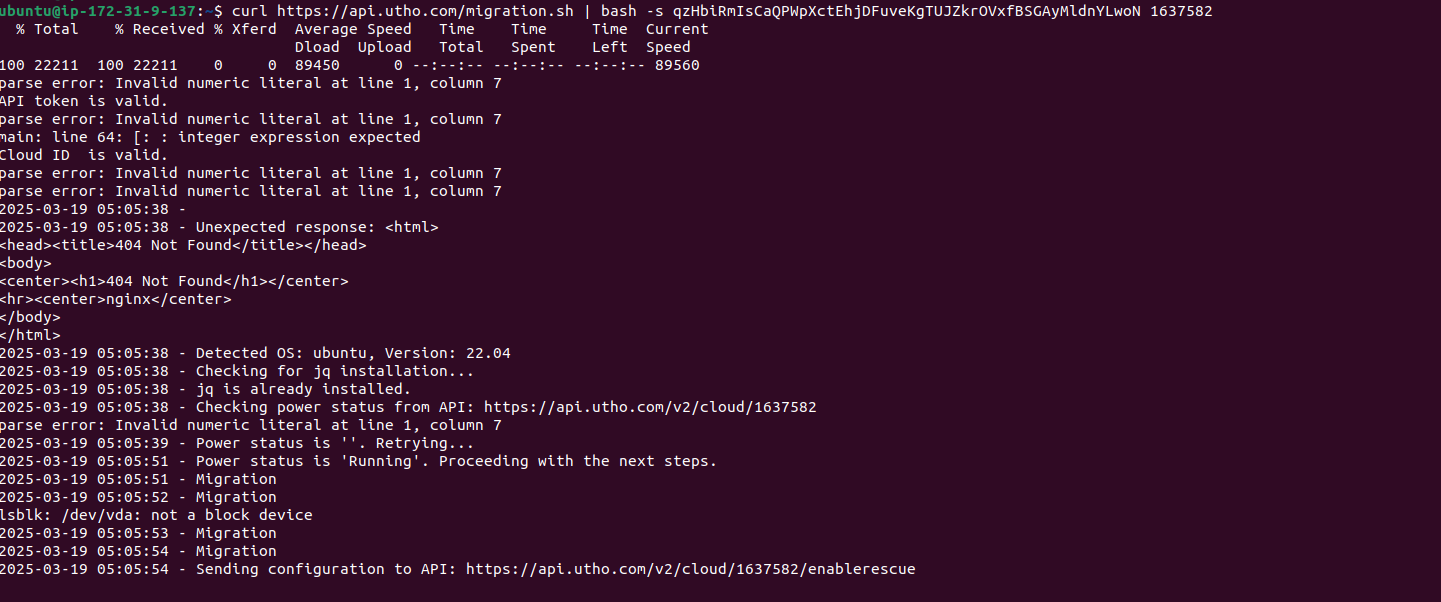 ubuntu@ip-172-31-9-137:~$ curl https://api.utho.com/migration.sh | bash -s qzHbiRmIsCaQPWpXctEhjDFuveKgTUJZkrOVxfBSGAyMldnYLwoN 1637582
  % Total    % Received % Xferd  Average Speed   Time    Time     Time  Current
                                 Dload  Upload   Total   Spent    Left  Speed
100 22211  100 22211    0     0  89450      0 --:--:-- --:--:-- --:--:-- 89560
parse error: Invalid numeric literal at line 1, column 7
API token is valid.
parse error: Invalid numeric literal at line 1, column 7
main: line 64: [: : integer expression expected
Cloud ID  is valid.
parse error: Invalid numeric literal at line 1, column 7
parse error: Invalid numeric literal at line 1, column 7
2025-03-19 05:05:38 -
2025-03-19 05:05:38 - Unexpected response: <html>
<head><title>404 Not Found</title></head>
<body>
<center><h1>404 Not Found</h1></center>
<hr><center>nginx</center>
</body>
</html>
2025-03-19 05:05:38 - Detected OS: ubuntu, Version: 22.04
2025-03-19 05:05:38 - Checking for jq installation...
2025-03-19 05:05:38 - jq is already installed.
2025-03-19 05:05:38 - Checking power status from API: https://api.utho.com/v2/cloud/1637582
parse error: Invalid numeric literal at line 1, column 7
2025-03-19 05:05:39 - Power status is ''. Retrying...
2025-03-19 05:05:51 - Power status is 'Running'. Proceeding with the next steps.
2025-03-19 05:05:51 - Migration
2025-03-19 05:05:52 - Migration
lsblk: /dev/vda: not a block device
2025-03-19 05:05:53 - Migration
2025-03-19 05:05:54 - Migration
2025-03-19 05:05:54 - Sending configuration to API: https://api.utho.com/v2/cloud/1637582/enablerescue